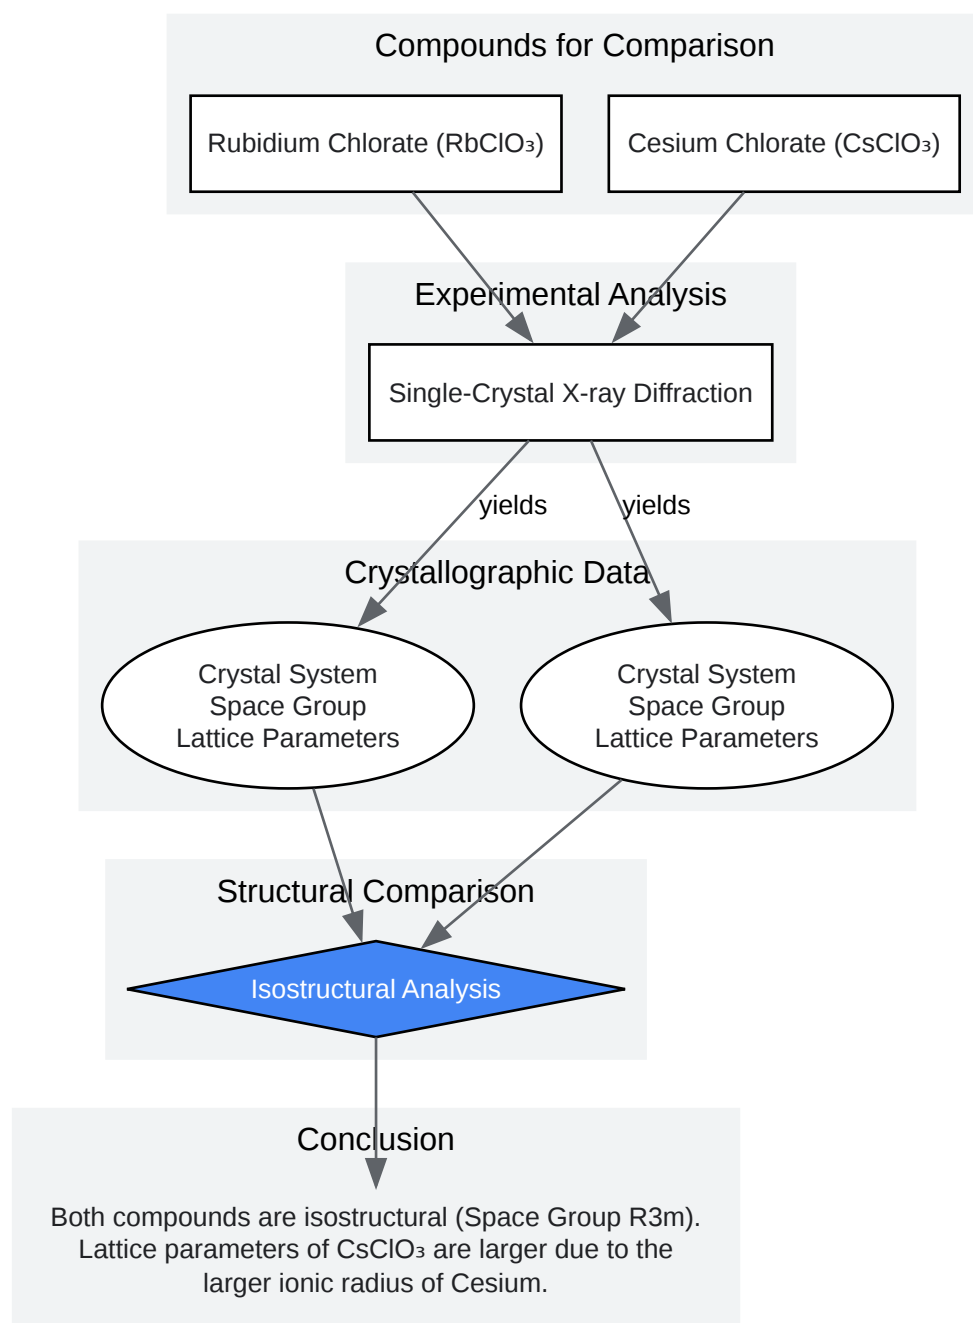 Compounds for Comparison
Rubidium Chlorate (RbClO₃)
Cesium Chlorate (CsClO₃)
Experimental Analysis
Single-Crystal X-ray Diffraction
yields
yields
Crystallographic Data
Crystal System
Space Group
Lattice Parameters
Crystal System
Space Group
Lattice Parameters
Structural Comparison
Isostructural Analysis
Conclusion
Both compounds are isostructural (Space Group R3m).
Lattice parameters of CsClO₃ are larger due to the
larger ionic radius of Cesium.